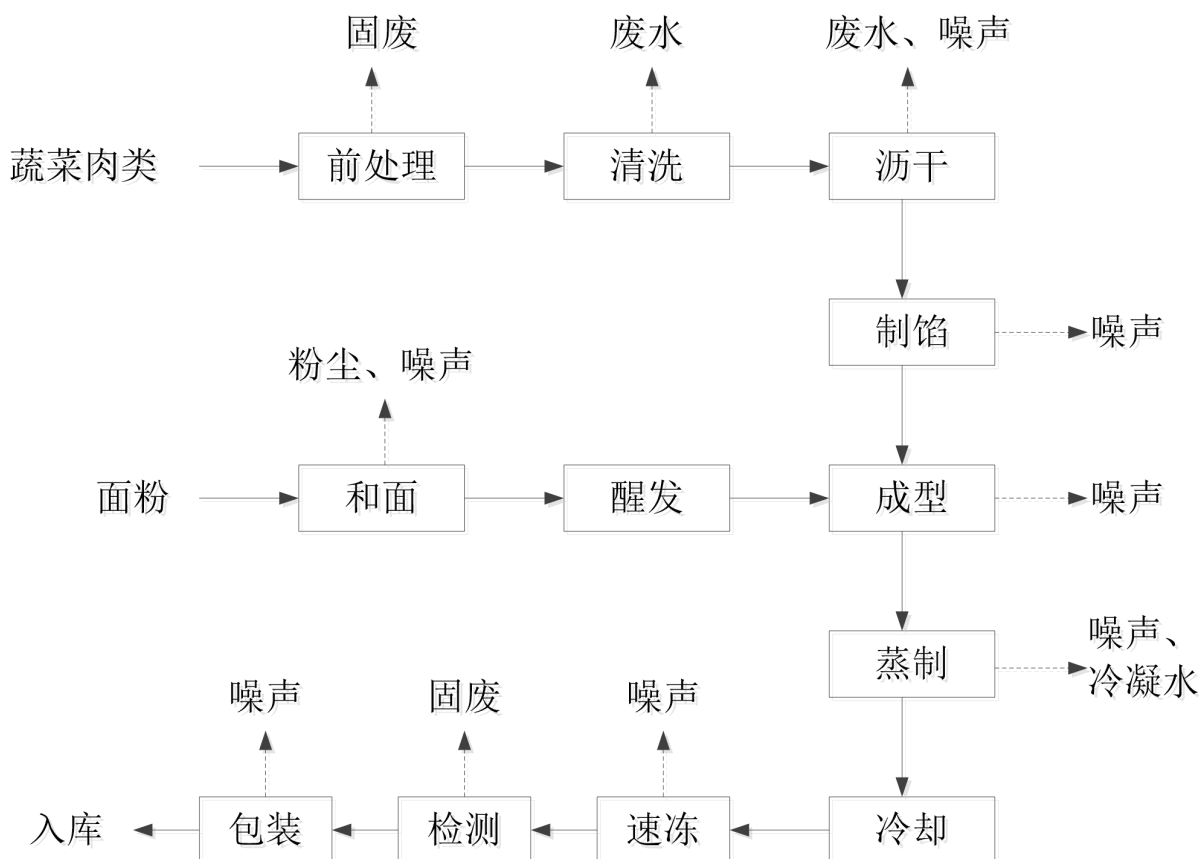 固废
废水
废水、噪声
蔬菜肉类
前处理
清洗
沥干
制馅
噪声
粉尘、噪声
面粉
和面
醒发
成型
噪声
蒸制
噪声、
冷凝水
噪声
固废
噪声
入库
包装
检测
速冻
冷却